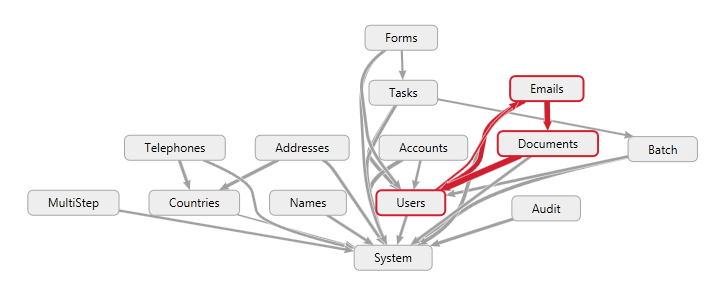 Forms
Tasks
Emails
Telephones
Addresses
Accounts
Documents
Batch
MultiStep
Countries
Names
Users
Audit
System